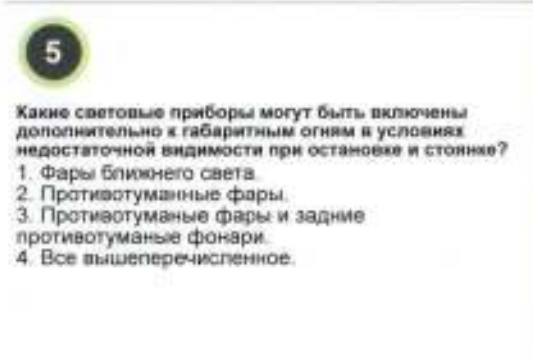 5
Какие световые приборы могут быть включены
дополнительно к габаритным огням в условиях
недостаточной видимости при остановке и стоянке?
1. Фары ближнего света.
2. Противотуманные фары.
3. Противотуманые фары и задние
противотуманые фонари.
4. Все вышеперечисленное.